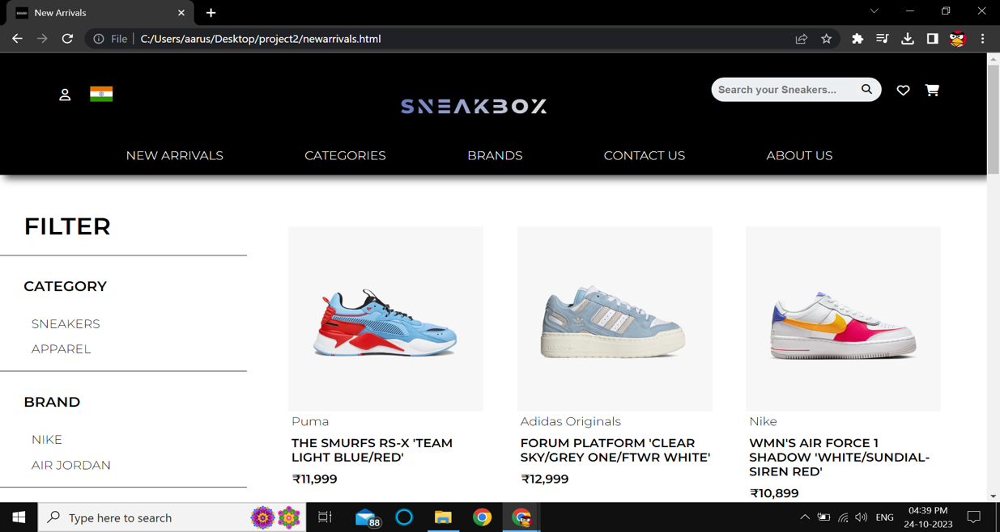 New Arrivals
File
C:/Users/aarus/Desktop/project2/newarrivals.html
Search your Sneakers...
SNEAKBOX
NEW ARRIVALS
CATEGORIES
BRANDS
CONTACT US
ABOUT US
FILTER
CATEGORY
SNEAKERS
APPAREL
BRAND
NIKE
AIR JORDAN
Puma
THE SMURFS RS-X 'TEAM
LIGHT BLUE/RED'
₹11,999
Adidas Originals
FORUM PLATFORM 'CLEAR
SKY/GREY ONE/FTWR WHITE'
₹12,999
Nike
WMN'S AIR FORCE 1
SHADOW 'WHITE/SUNDIAL-
SIREN RED'
₹10,899
Type here to search
88
ENG
04:39 PM
24-10-2023